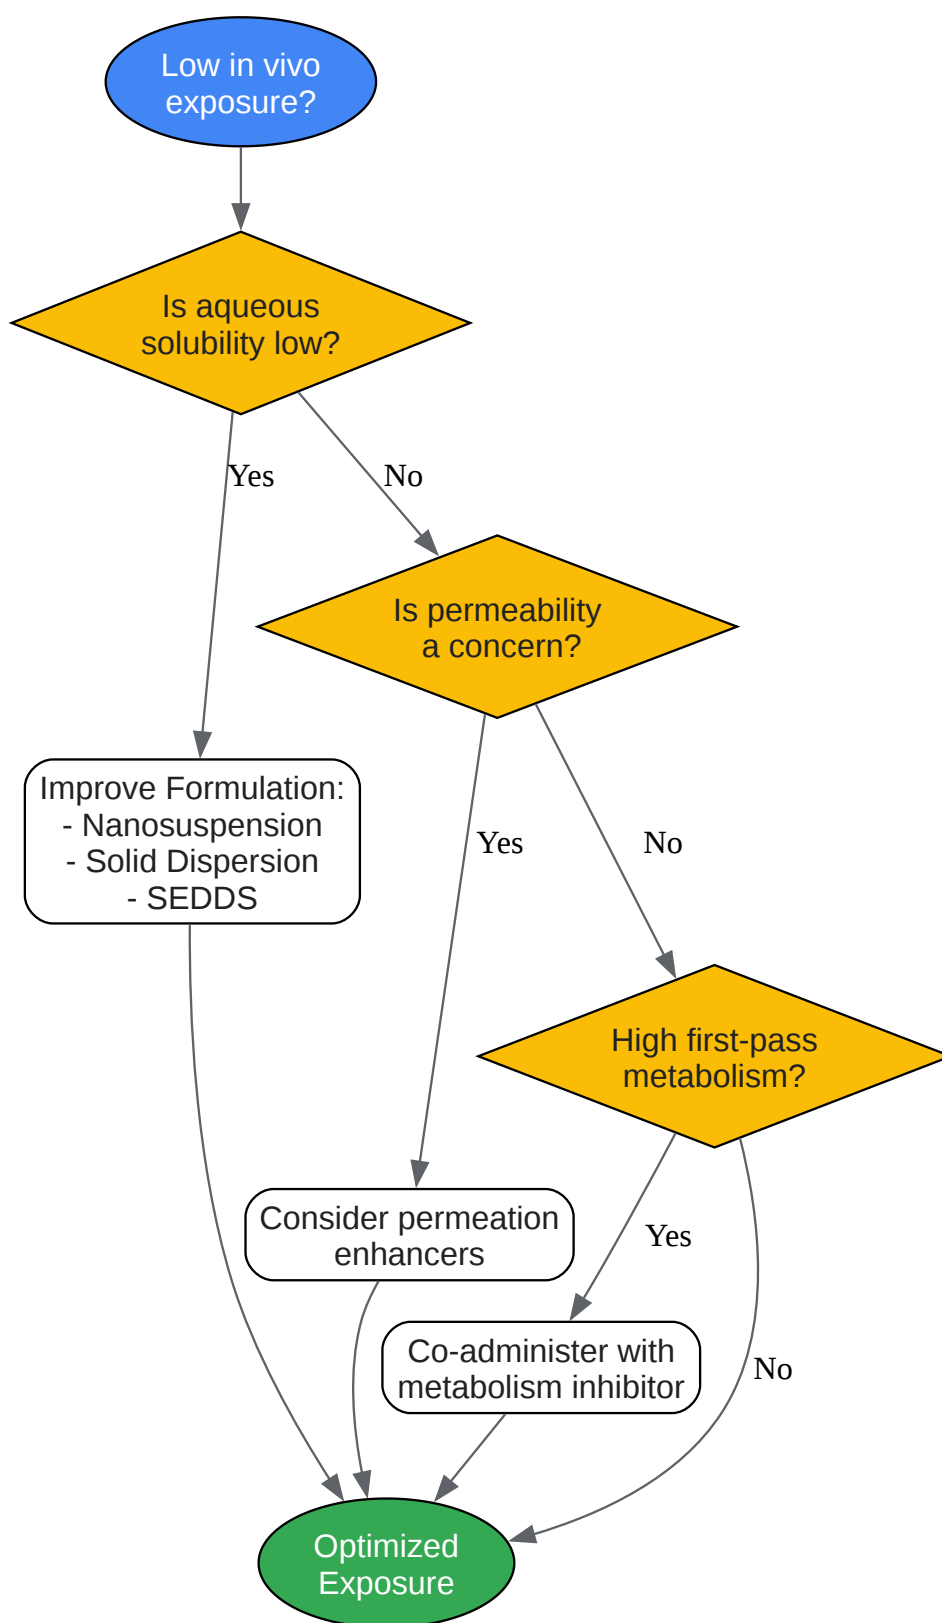 Low in vivo
exposure?
Is aqueous
solubility low?
Yes
No
Is permeability
a concern?
Improve Formulation:
- Nanosuspension
- Solid Dispersion
- SEDDS
Yes
No
High first-pass
metabolism?
Consider permeation
enhancers
Yes
Co-administer with
metabolism inhibitor
No
Optimized
Exposure